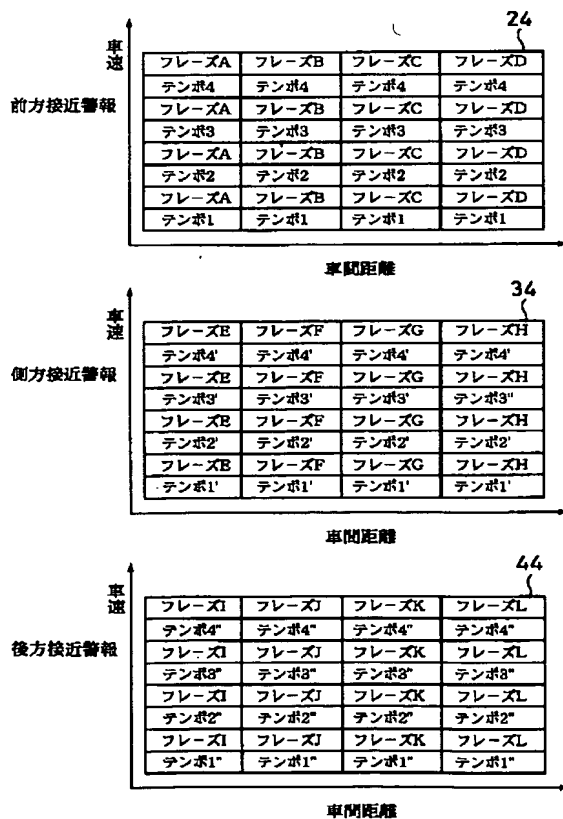 24
車速
フレーズA フレーズB フレーズC フレーズD
テンポ4 テンポ4 テンポ4 テンポ4
前方接近警報
フレーズA フレーズB フレーズC フレーズD
テンポ3 テンポ3 テンポ3 テンポ3
フレーズA フレーズB フレーズC フレーズD
テンポ2 テンポ2 テンポ2 テンポ2
フレーズA フレーズB フレーズC フレーズD
テンポ1 テンポ1 テンポ1 テンポ1
車間距離
34
車速
フレーズE フレーズF フレーズG フレーズH
テンポ4' テンポ4' テンポ4' テンポ4'
側方接近警報
フレーズE フレーズF フレーズG フレーズH
テンポ3' テンポ3' テンポ3' テンポ3"
フレーズE フレーズF フレーズG フレーズH
テンポ2' テンポ2' テンポ2' テンポ2'
フレーズE フレーズF フレーズG フレーズH
テンポ1' テンポ1' テンポ1' テンポ1'
車間距離
44
車速
フレーズI フレーズJ フレーズK フレーズL
テンポ4" テンポ4" テンポ4" テンポ4"
後方接近警報
フレーズI フレーズJ フレーズK フレーズL
テンポ3" テンポ3" テンポ3" テンポ3"
フレーズI フレーズJ フレーズK フレーズL
テンポ2" テンポ2" テンポ2" テンポ2"
フレーズI フレーズJ フレーズK フレーズL
テンポ1" テンポ1" テンポ1" テンポ1"
車間距離